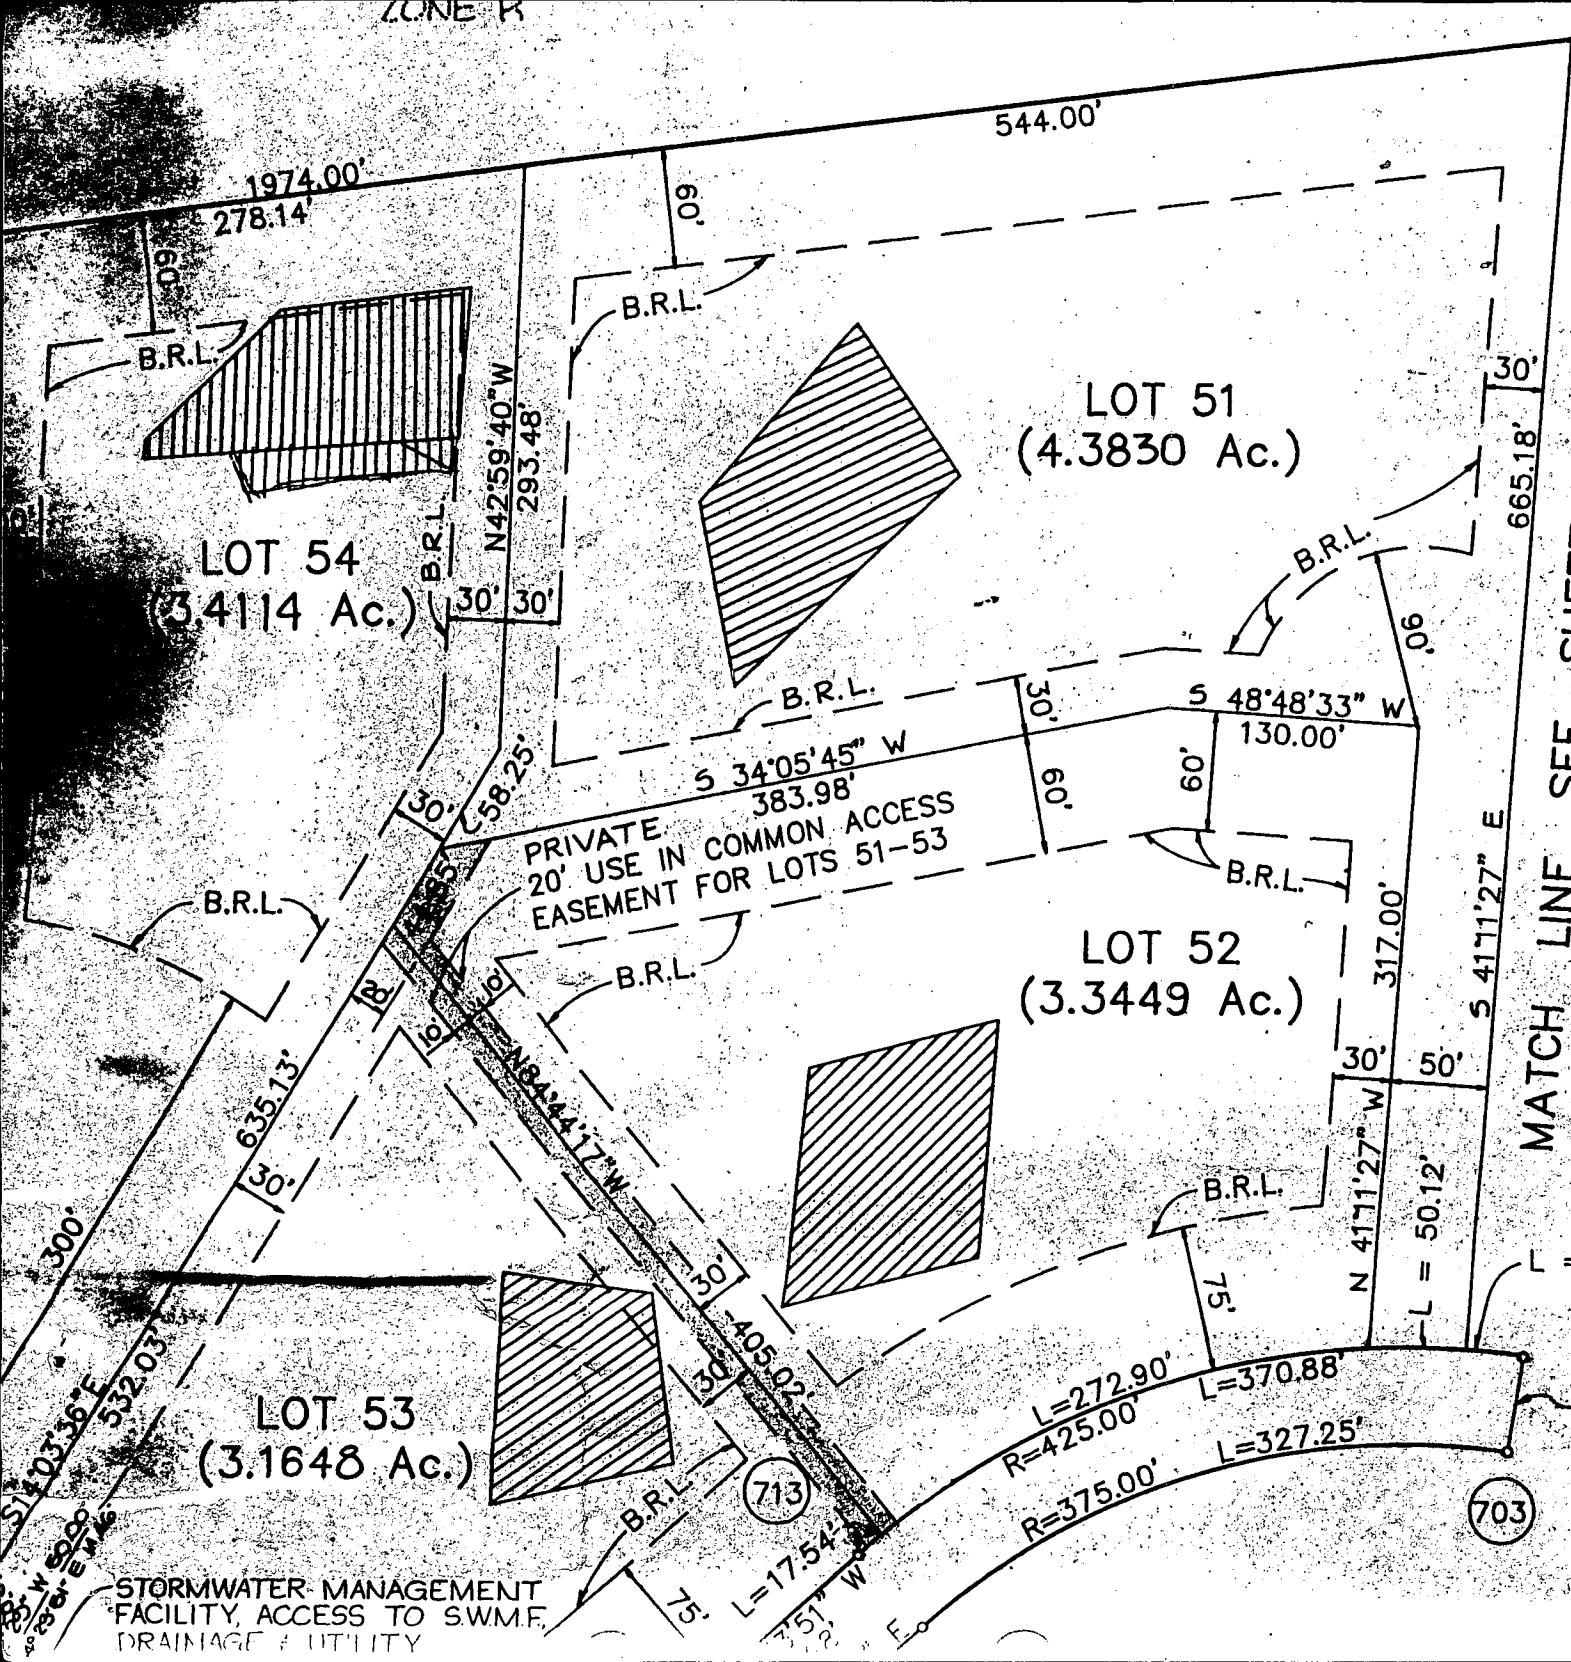 ZONE R
544.00'
1974.00'
278.14'
60'
60'
B.R.L.
B.R.L.
N42°59'40"W
293.48'
LOT 51
(4.3830 Ac.)
30'
665.18'
B.R.L.
LOT 54
(3.4114 Ac.)
B.R.L.
30' 30'
90'
B.R.L.
30'
S 48°48'33" W
130.00'
S 34°05'45" W
383.98'
60'
60'
58.25'
30'
PRIVATE
20' USE IN COMMON ACCESS
EASEMENT FOR LOTS 51-53
B.R.L.
B.R.L.
B.R.L.
LOT 52
(3.3449 Ac.)
317.00'
S 41°11'27" E
MATCH LINE SEE
10'
10'
N84°44'17"W
635.13'
30'
30' 50'
N 41°11'27" W
L = 50.12'
B.R.L.
75'
L =
300'
30'
405.02'
30'
S14°03'36"E
532.03'
LOT 53
(3.1648 Ac.)
L=272.90'
R=425.00'
L=370.88'
L=327.25'
R=375.00'
B.R.L.
713
703
L=17.54'
75'
STORMWATER MANAGEMENT
FACILITY, ACCESS TO S.W.M.F.,
DRAINAGE & UTILITY